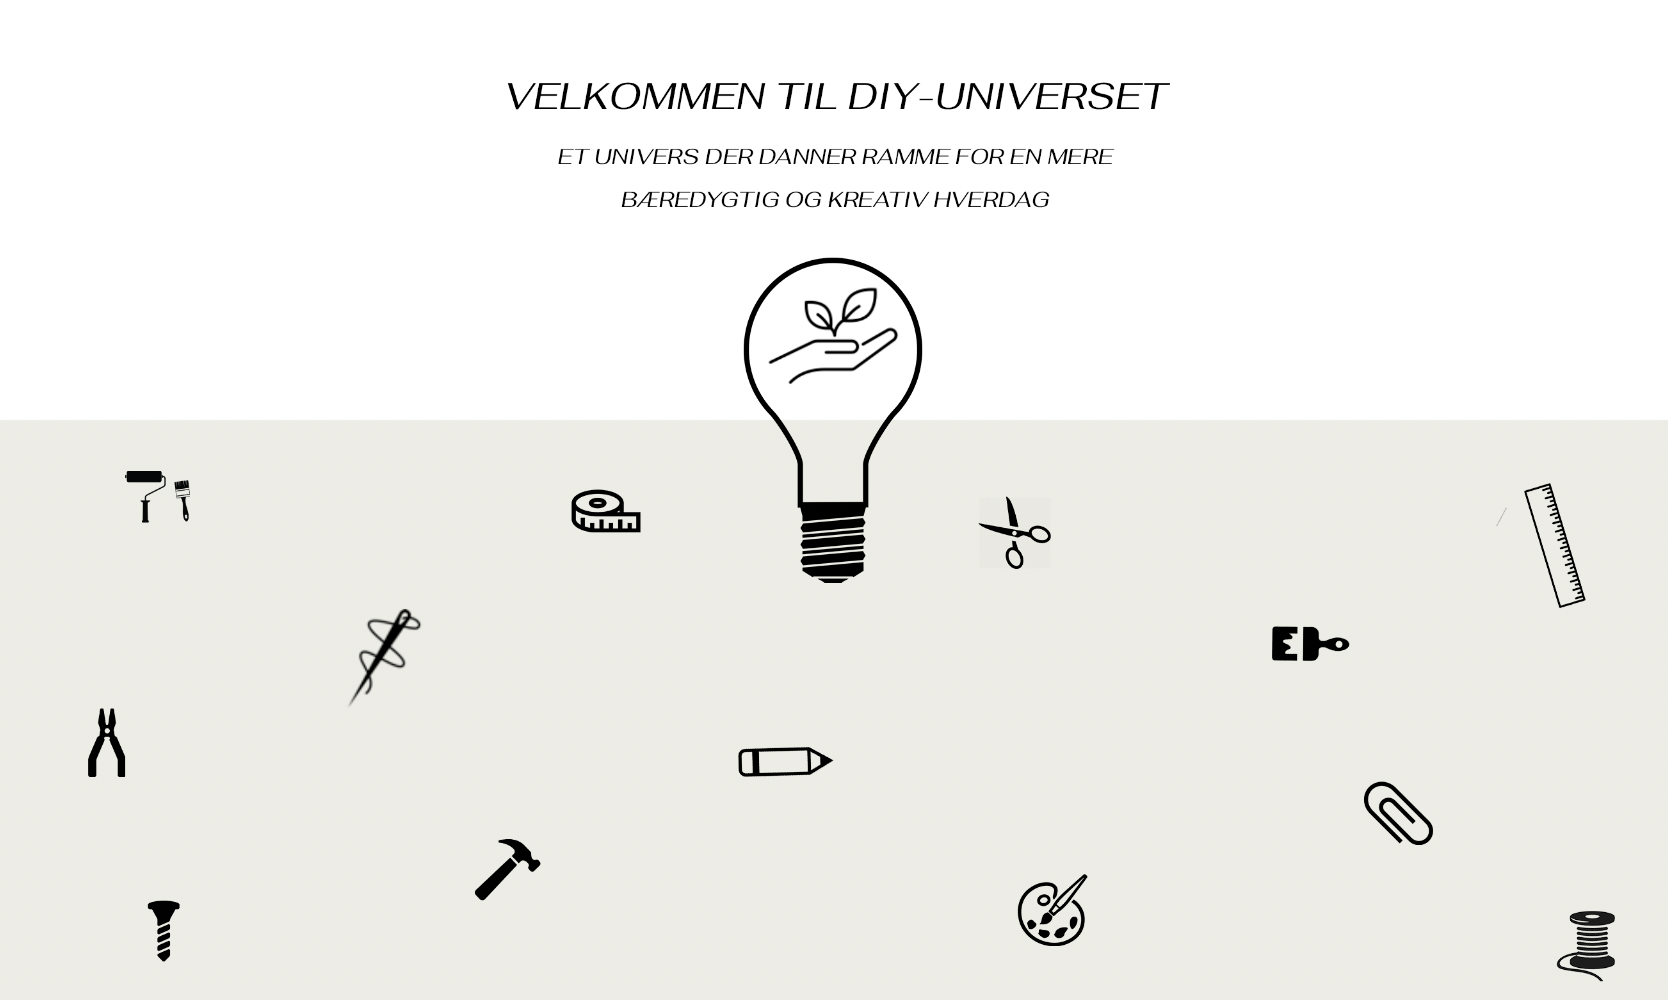 VELKOMMEN TIL DIY-UNIVERSET
ET UNIVERS DER DANNER RAMME FOR EN MERE
BÆREDYGTIG OG KREATIV HVERDAG